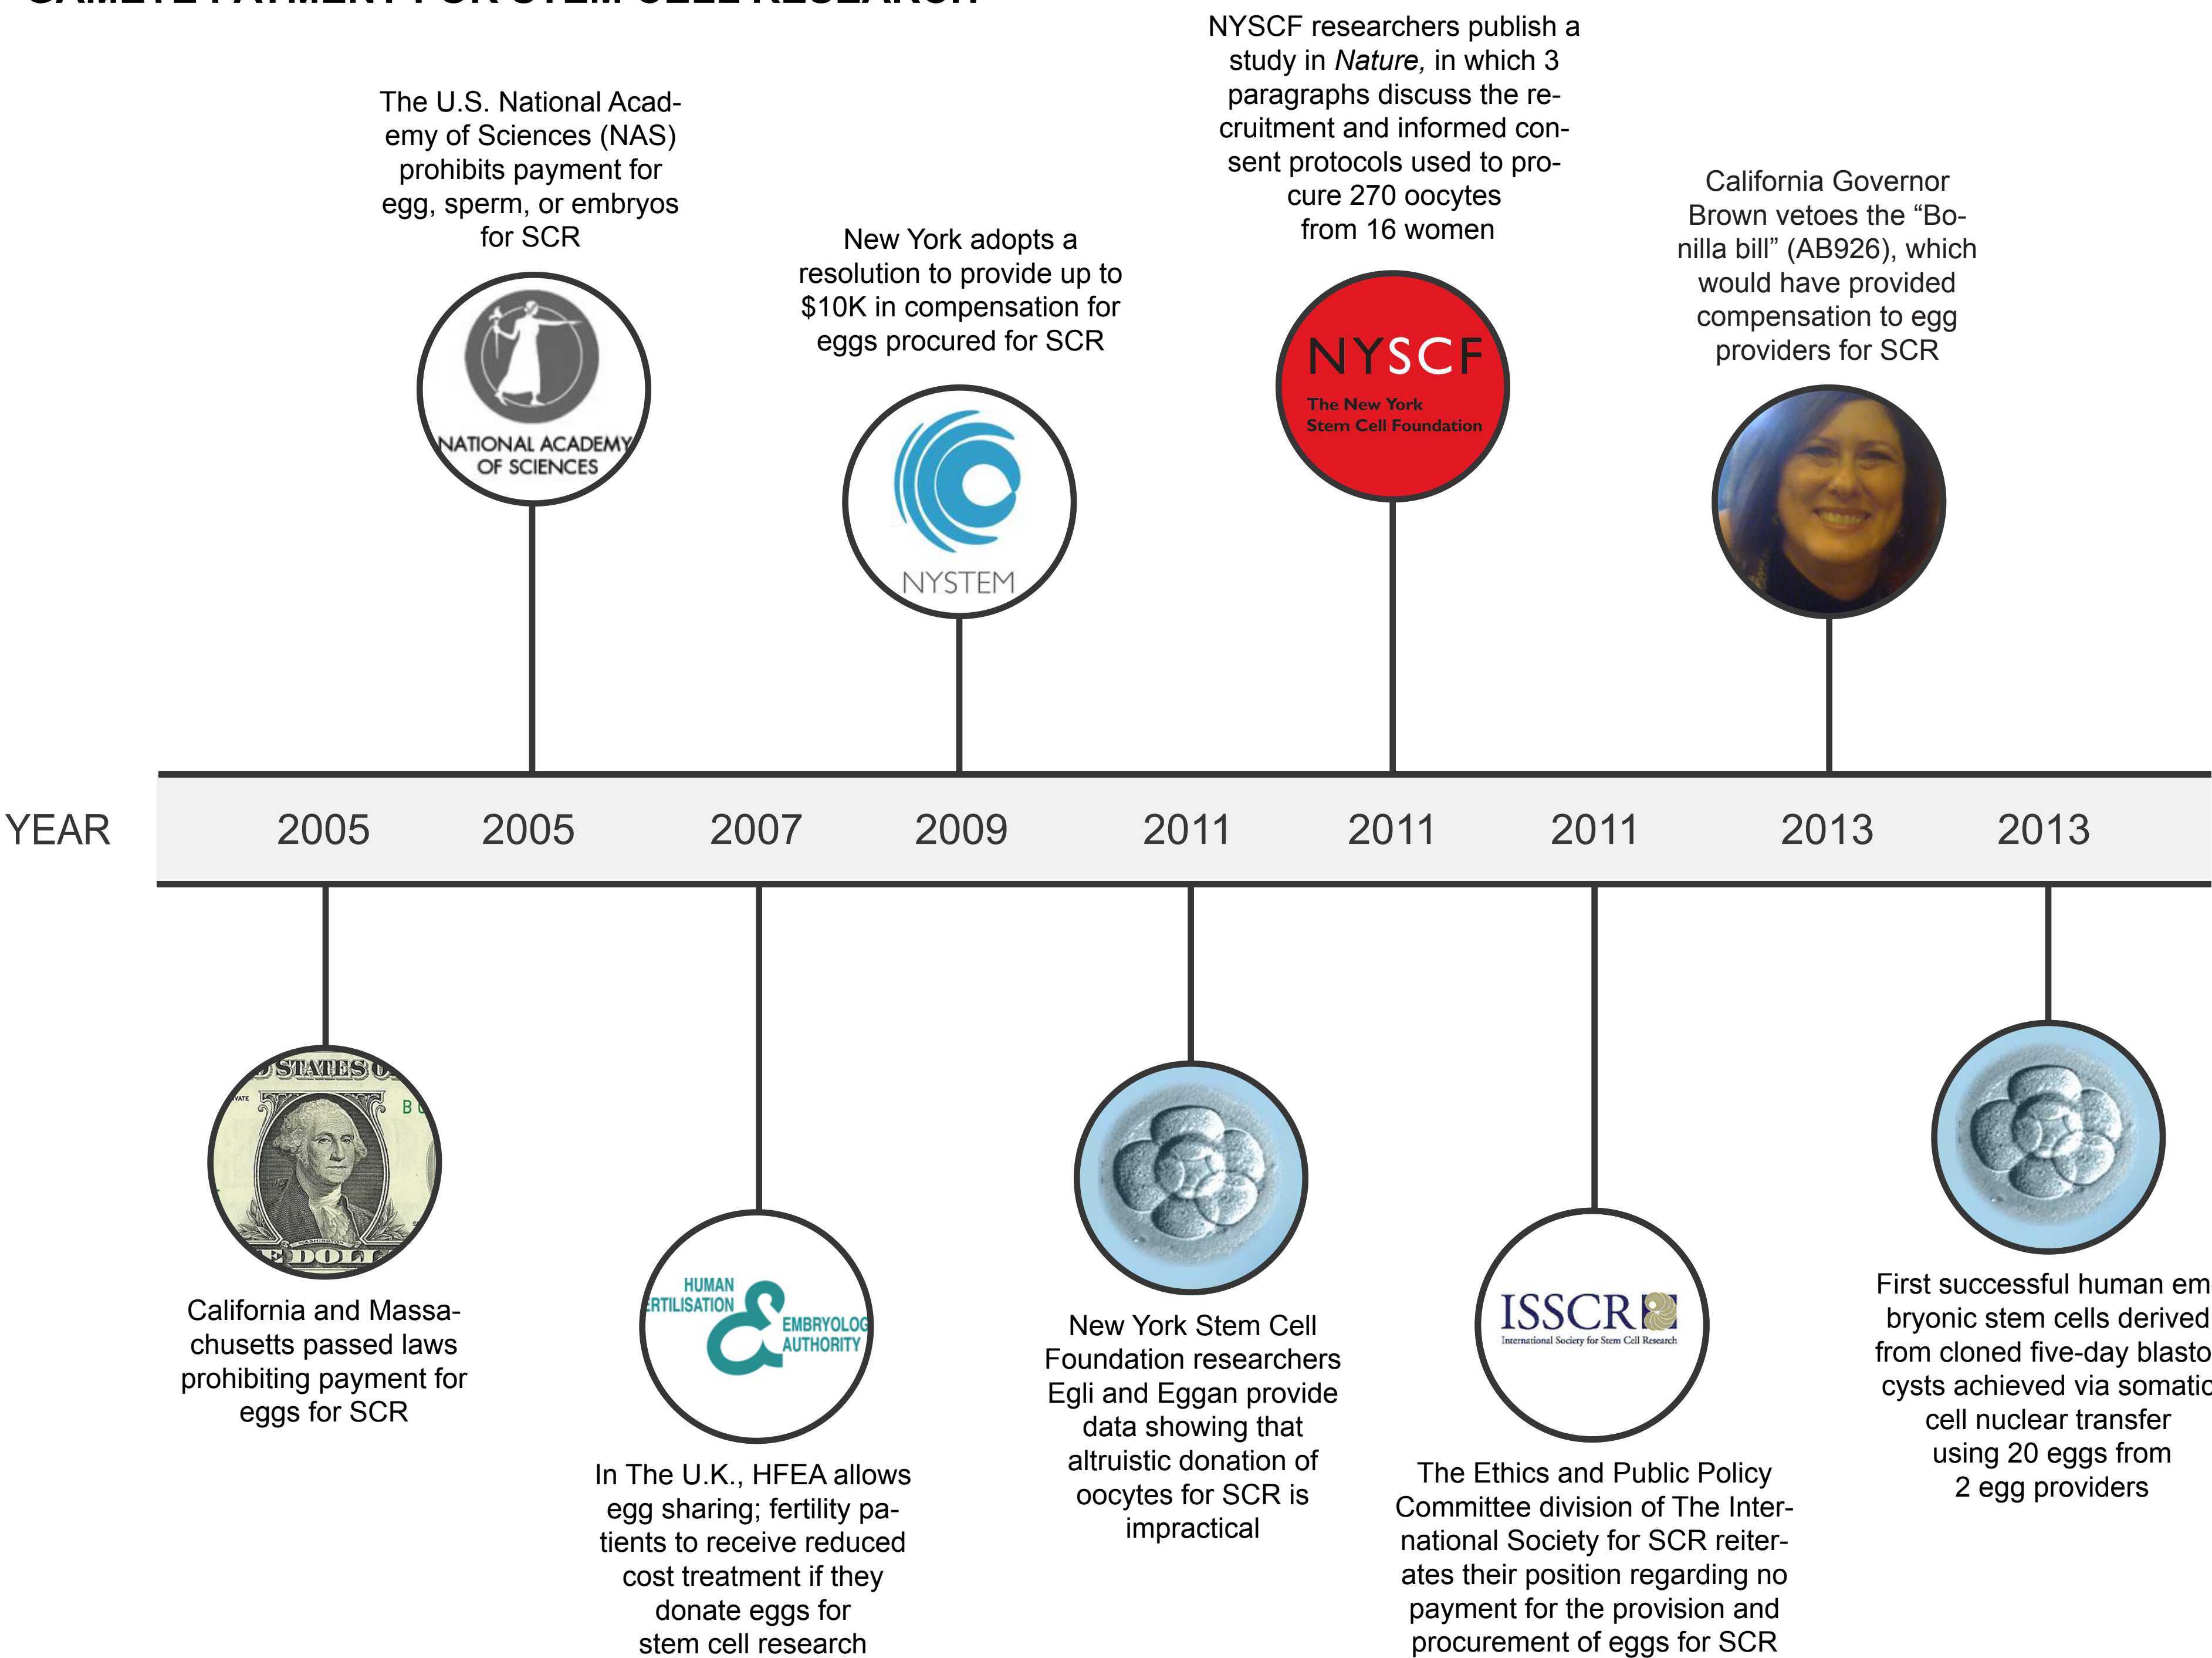 GAMETE PAYMENT FOR STEM CELL RESEARCH
The U.S. National Acad-
emy of Sciences (NAS)
prohibits payment for
egg, sperm, or embryos
for SCR
NATIONAL ACADEMY
OF SCIENCES
New York adopts a
resolution to provide up to
$10K in compensation for
eggs procured for SCR
NYSTEM
NYSCF researchers publish a
study in Nature, in which 3
paragraphs discuss the re-
cruitment and informed con-
sent protocols used to pro-
cure 270 oocytes
from 16 women
NYSCF
The New York
Stem Cell Foundation
California Governor
Brown vetoes the “Bo-
nilla bill” (AB926), which
would have provided
compensation to egg
providers for SCR
YEAR 2005 2005 2007 2009 2011 2011 2011 2013 2013
D STATES O
VATE
B
WASHINGTON
E DOLL
California and Massa-
chusetts passed laws
prohibiting payment for
eggs for SCR
HUMAN
ERTILISATION
&
EMBRYOLOG
AUTHORITY
In The U.K., HFEA allows
egg sharing; fertility pa-
tients to receive reduced
cost treatment if they
donate eggs for
stem cell research
New York Stem Cell
Foundation researchers
Egli and Eggan provide
data showing that
altruistic donation of
oocytes for SCR is
impractical
ISSCR
International Society for Stem Cell Research
The Ethics and Public Policy
Committee division of The Inter-
national Society for SCR reiter-
ates their position regarding no
payment for the provision and
procurement of eggs for SCR
First successful human em-
bryonic stem cells derived
from cloned five-day blasto
cysts achieved via somatic
cell nuclear transfer
using 20 eggs from
2 egg providers